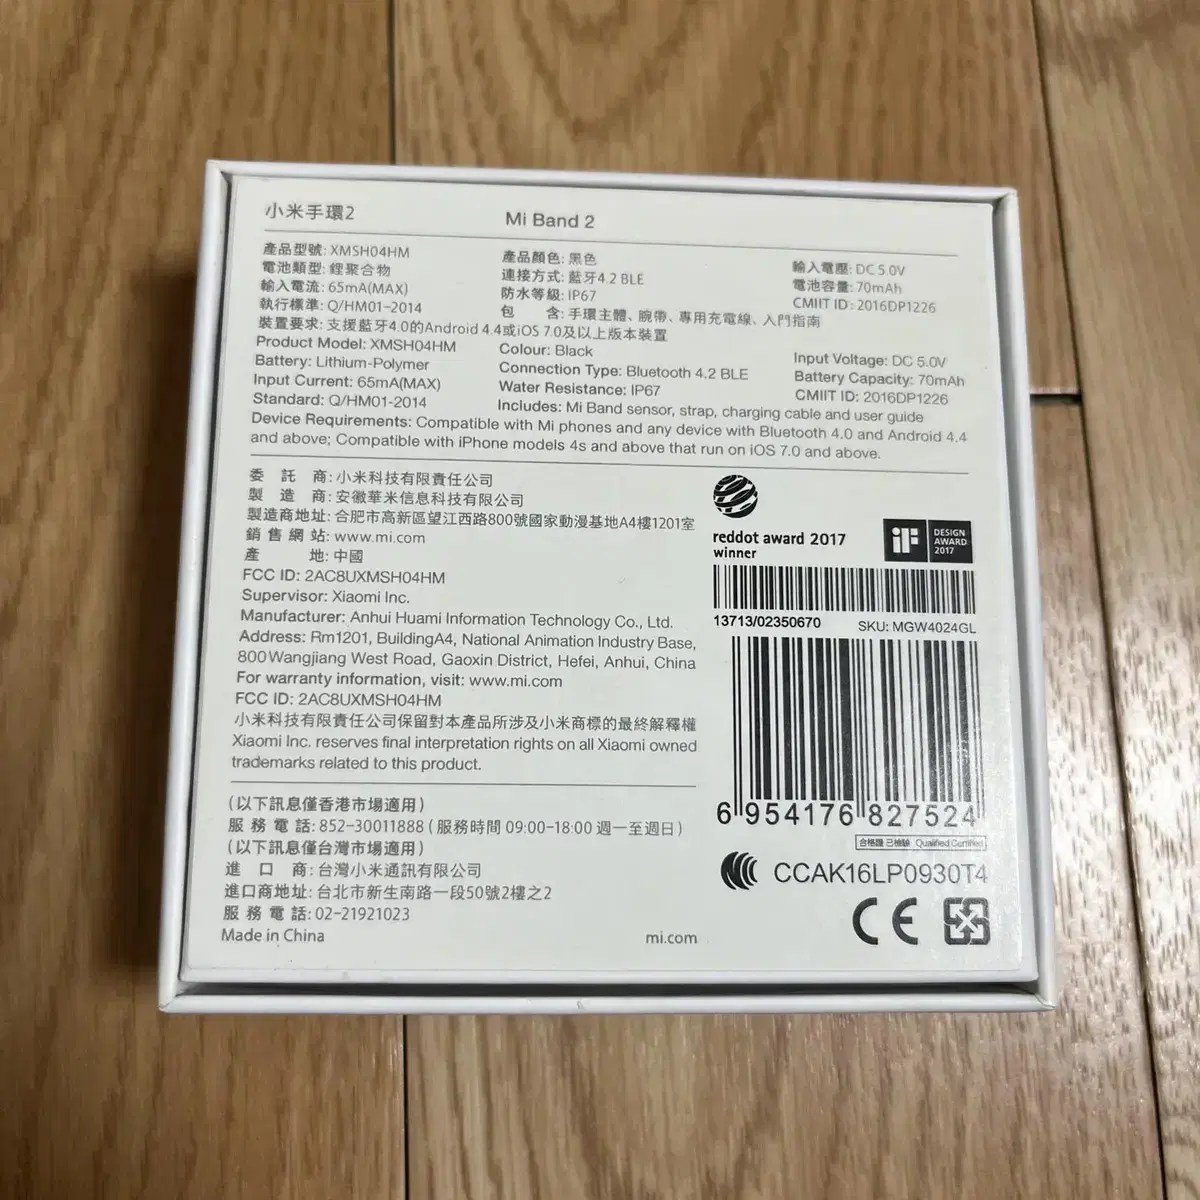 小米手環2 Mi Band 2
產品型號: XMSH04HM 產品顏色: 黑色 輸入電壓: DC 5.0V
電池類型: 鋰聚合物 連接方式: 藍牙4.2 BLE 電池容量: 70mAh
輸入電流: 65mA(MAX) 防水等級: IP67 CMIIT ID: 2016DP1226
執行標準: Q/HM01-2014 包 含: 手環主體、腕帶、專用充電線、入門指南
裝置要求: 支援藍牙4.0的Android 4.4或iOS 7.0及以上版本裝置
Product Model: XMSH04HM Colour: Black Input Voltage: DC 5.0V
Battery: Lithium-Polymer Connection Type: Bluetooth 4.2 BLE Battery Capacity: 70mAh
Input Current: 65mA(MAX) Water Resistance: IP67 CMIIT ID: 2016DP1226
Standard: Q/HM01-2014 Includes: Mi Band sensor, strap, charging cable and user guide
Device Requirements: Compatible with Mi phones and any device with Bluetooth 4.0 and Android 4.4
and above; Compatible with iPhone models 4s and above that run on iOS 7.0 and above.
委 託 商: 小米科技有限責任公司
製 造 商: 安徽華米信息科技有限公司
製造商地址: 合肥市高新區望江西路800號國家動漫基地A4樓1201室
銷 售 網 站: www.mi.com
產 地: 中國
FCC ID: 2AC8UXMSH04HM
Supervisor: Xiaomi Inc.
Manufacturer: Anhui Huami Information Technology Co., Ltd.
Address: Rm1201, BuildingA4, National Animation Industry Base,
800Wangjiang West Road, Gaoxin District, Hefei, Anhui, China
For warranty information, visit: www.mi.com
FCC ID: 2AC8UXMSH04HM
小米科技有限責任公司保留對本產品所涉及小米商標的最終解釋權
Xiaomi Inc. reserves final interpretation rights on all Xiaomi owned
trademarks related to this product.
(以下訊息僅香港市場適用)
服 務 電 話: 852-30011888 (服務時間 09:00-18:00 週一至週日)
(以下訊息僅台灣市場適用)
進 口 商: 台灣小米通訊有限公司
進口商地址: 台北市新生南路一段50號2樓之2
服 務 電 話: 02-21921023
Made in China
mi.com
reddot award 2017
winner
iF
DESIGN
AWARD
2017
13713/02350670 SKU: MGW4024GL
6 954176 827524
合格證 已檢驗 Qualified Certified
CCAK16LP0930T4
CE